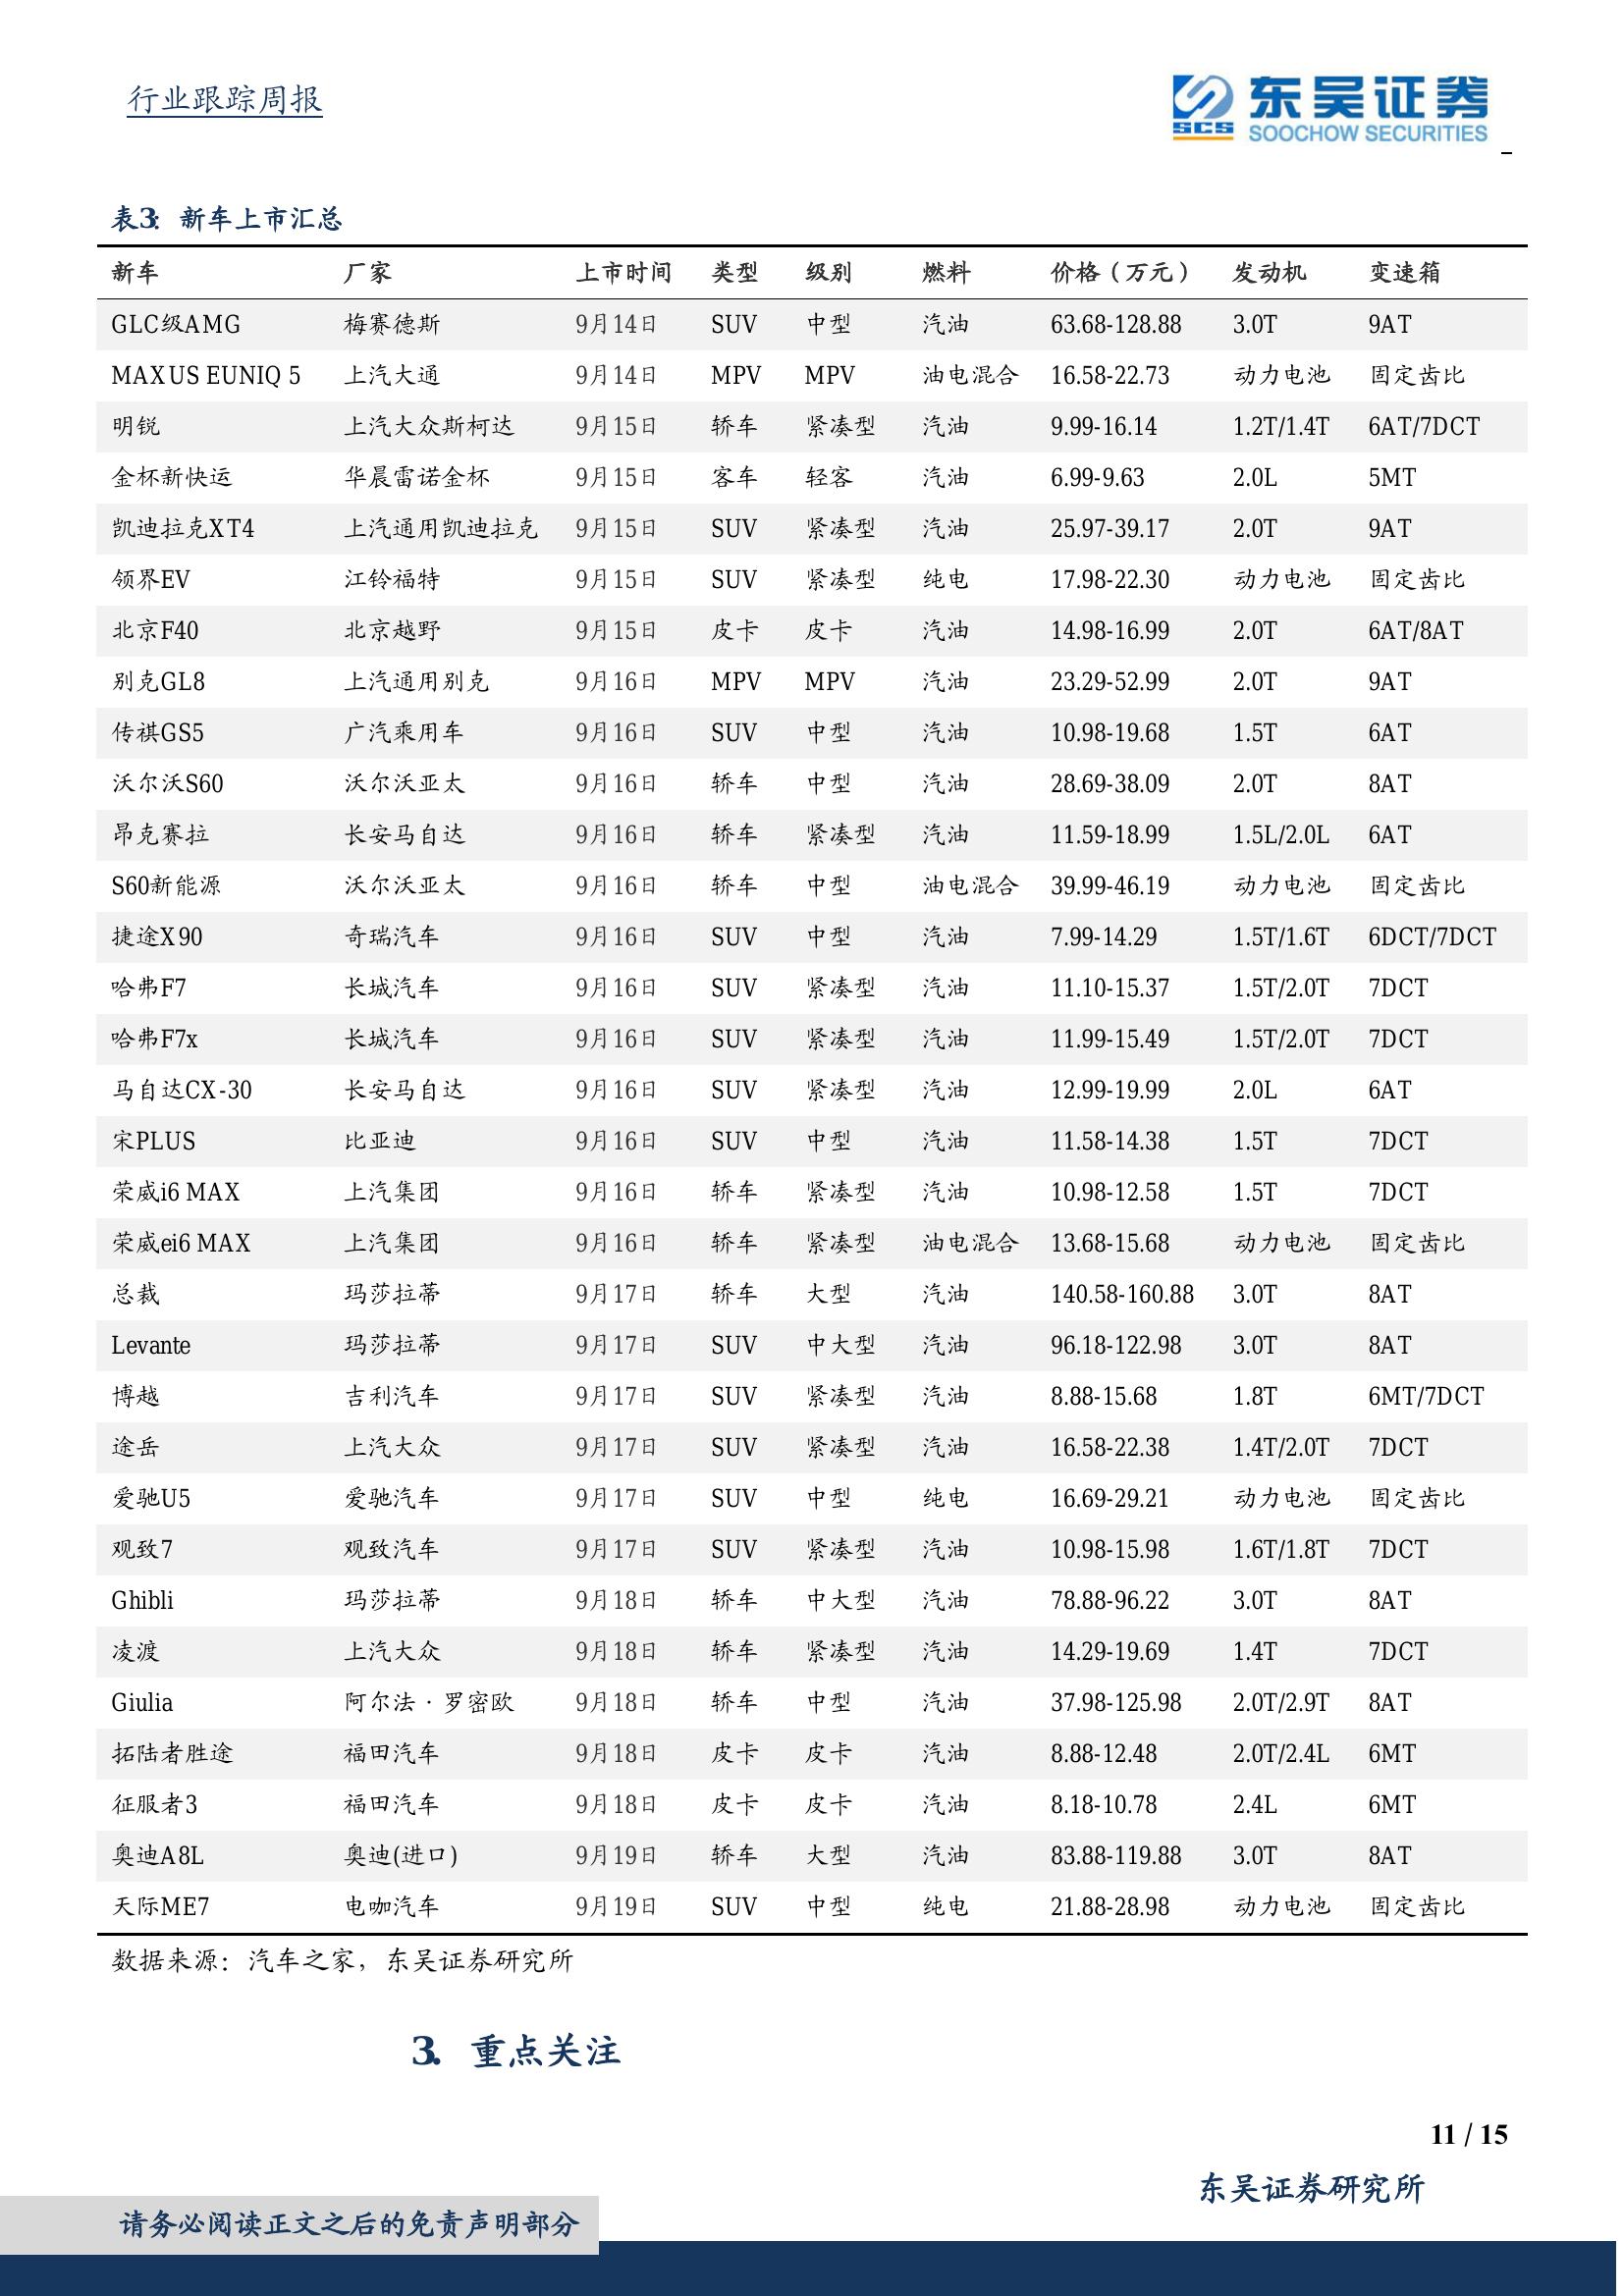 行业跟踪周报
SCS 东吴证券
SOOCHOW SECURITIES
表3: 新车上市汇总
新车 厂家 上市时间 类型 级别 燃料 价格（万元） 发动机 变速箱
GLC级AMG 梅赛德斯 9月14日 SUV 中型 汽油 63.68-128.88 3.0T 9AT
MAXUS EUNIQ 5 上汽大通 9月14日 MPV MPV 油电混合 16.58-22.73 动力电池 固定齿比
明锐 上汽大众斯柯达 9月15日 轿车 紧凑型 汽油 9.99-16.14 1.2T/1.4T 6AT/7DCT
金杯新快运 华晨雷诺金杯 9月15日 客车 轻客 汽油 6.99-9.63 2.0L 5MT
凯迪拉克XT4 上汽通用凯迪拉克 9月15日 SUV 紧凑型 汽油 25.97-39.17 2.0T 9AT
领界EV 江铃福特 9月15日 SUV 紧凑型 纯电 17.98-22.30 动力电池 固定齿比
北京F40 北京越野 9月15日 皮卡 皮卡 汽油 14.98-16.99 2.0T 6AT/8AT
别克GL8 上汽通用别克 9月16日 MPV MPV 汽油 23.29-52.99 2.0T 9AT
传祺GS5 广汽乘用车 9月16日 SUV 中型 汽油 10.98-19.68 1.5T 6AT
沃尔沃S60 沃尔沃亚太 9月16日 轿车 中型 汽油 28.69-38.09 2.0T 8AT
昂克赛拉 长安马自达 9月16日 轿车 紧凑型 汽油 11.59-18.99 1.5L/2.0L 6AT
S60新能源 沃尔沃亚太 9月16日 轿车 中型 油电混合 39.99-46.19 动力电池 固定齿比
捷途X90 奇瑞汽车 9月16日 SUV 中型 汽油 7.99-14.29 1.5T/1.6T 6DCT/7DCT
哈弗F7 长城汽车 9月16日 SUV 紧凑型 汽油 11.10-15.37 1.5T/2.0T 7DCT
哈弗F7x 长城汽车 9月16日 SUV 紧凑型 汽油 11.99-15.49 1.5T/2.0T 7DCT
马自达CX-30 长安马自达 9月16日 SUV 紧凑型 汽油 12.99-19.99 2.0L 6AT
宋PLUS 比亚迪 9月16日 SUV 中型 汽油 11.58-14.38 1.5T 7DCT
荣威i6 MAX 上汽集团 9月16日 轿车 紧凑型 汽油 10.98-12.58 1.5T 7DCT
荣威ei6 MAX 上汽集团 9月16日 轿车 紧凑型 油电混合 13.68-15.68 动力电池 固定齿比
总裁 玛莎拉蒂 9月17日 轿车 大型 汽油 140.58-160.88 3.0T 8AT
Levante 玛莎拉蒂 9月17日 SUV 中大型 汽油 96.18-122.98 3.0T 8AT
博越 吉利汽车 9月17日 SUV 紧凑型 汽油 8.88-15.68 1.8T 6MT/7DCT
途岳 上汽大众 9月17日 SUV 紧凑型 汽油 16.58-22.38 1.4T/2.0T 7DCT
爱驰U5 爱驰汽车 9月17日 SUV 中型 纯电 16.69-29.21 动力电池 固定齿比
观致7 观致汽车 9月17日 SUV 紧凑型 汽油 10.98-15.98 1.6T/1.8T 7DCT
Ghibli 玛莎拉蒂 9月18日 轿车 中大型 汽油 78.88-96.22 3.0T 8AT
凌渡 上汽大众 9月18日 轿车 紧凑型 汽油 14.29-19.69 1.4T 7DCT
Giulia 阿尔法·罗密欧 9月18日 轿车 中型 汽油 37.98-125.98 2.0T/2.9T 8AT
拓陆者胜途 福田汽车 9月18日 皮卡 皮卡 汽油 8.88-12.48 2.0T/2.4L 6MT
征服者3 福田汽车 9月18日 皮卡 皮卡 汽油 8.18-10.78 2.4L 6MT
奥迪A8L 奥迪(进口) 9月19日 轿车 大型 汽油 83.88-119.88 3.0T 8AT
天际ME7 电咖汽车 9月19日 SUV 中型 纯电 21.88-28.98 动力电池 固定齿比
数据来源：汽车之家，东吴证券研究所
3. 重点关注
11 / 15
东吴证券研究所
请务必阅读正文之后的免责声明部分